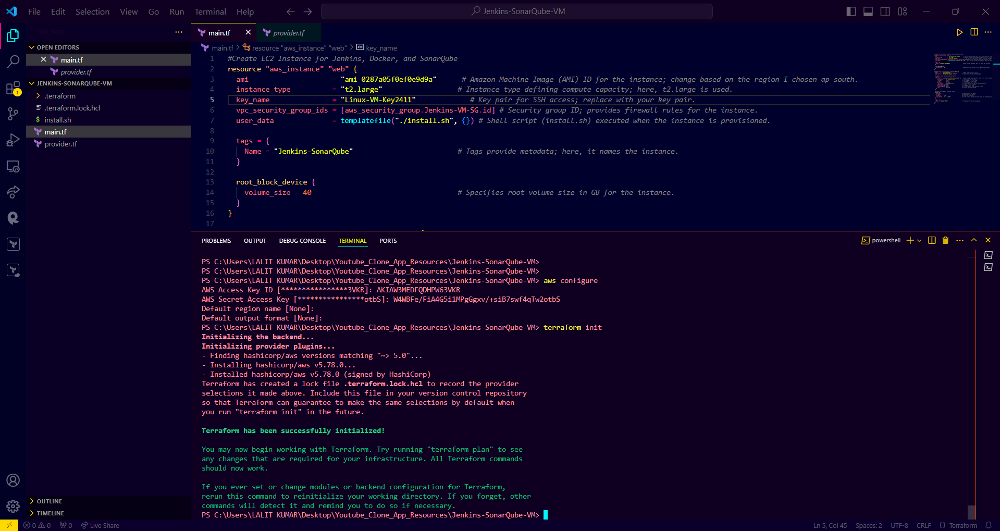 File Edit Selection View Go Run Terminal Help
Jenkins-SonarQube-VM
EXPLORER
OPEN EDITORS
main.tf
provider.tf
JENKINS-SONARQUBE-VM
.terraform
.terraform.lock.hcl
install.sh
main.tf
provider.tf
OUTLINE
TIMELINE
1
main.tf
provider.tf
main.tf > resource "aws_instance" "web" > key_name
1 #Create EC2 Instance for Jenkins, Docker, and SonarQube
2 resource "aws_instance" "web" {
3 ami = "ami-0287a05f0ef0e9d9a" # Amazon Machine Image (AMI) ID for the instance; change based on the region I chosen ap-south.
4 instance_type = "t2.large" # Instance type defining compute capacity; here, t2.large is used.
5 key_name = "Linux-VM-Key2411" # Key pair for SSH access; replace with your key pair.
6 vpc_security_group_ids = [aws_security_group.Jenkins-VM-SG.id] # Security group ID; provides firewall rules for the instance.
7 user_data = templatefile("./install.sh", {}) # Shell script (install.sh) executed when the instance is provisioned.
8
9 tags = {
10 Name = "Jenkins-SonarQube" # Tags provide metadata; here, it names the instance.
11 }
12
13 root_block_device {
14 volume_size = 40 # Specifies root volume size in GB for the instance.
15 }
16 }
17
PROBLEMS OUTPUT DEBUG CONSOLE TERMINAL PORTS
powershell
PS C:\Users\LALIT KUMAR\Desktop\Youtube_Clone_App_Resources\Jenkins-SonarQube-VM>
PS C:\Users\LALIT KUMAR\Desktop\Youtube_Clone_App_Resources\Jenkins-SonarQube-VM>
PS C:\Users\LALIT KUMAR\Desktop\Youtube_Clone_App_Resources\Jenkins-SonarQube-VM> aws configure
AWS Access Key ID [****************3VKR]: AKIAW3MEDFQDHPW63VKR
AWS Secret Access Key [****************otbS]: 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
Default region name [None]:
Default output format [None]:
PS C:\Users\LALIT KUMAR\Desktop\Youtube_Clone_App_Resources\Jenkins-SonarQube-VM> terraform init
Initializing the backend...
Initializing provider plugins...
- Finding hashicorp/aws versions matching "~> 5.0"...
- Installing hashicorp/aws v5.78.0...
- Installed hashicorp/aws v5.78.0 (signed by HashiCorp)
Terraform has created a lock file .terraform.lock.hcl to record the provider
selections it made above. Include this file in your version control repository
so that Terraform can guarantee to make the same selections by default when
you run "terraform init" in the future.
Terraform has been successfully initialized!
You may now begin working with Terraform. Try running "terraform plan" to see
any changes that are required for your infrastructure. All Terraform commands
should now work.
If you ever set or change modules or backend configuration for Terraform,
rerun this command to reinitialize your working directory. If you forget, other
commands will detect it and remind you to do so if necessary.
PS C:\Users\LALIT KUMAR\Desktop\Youtube_Clone_App_Resources\Jenkins-SonarQube-VM>
0 0 0 Live Share
Ln 5, Col 45 Spaces: 2 UTF-8 CRLF {} Terraform